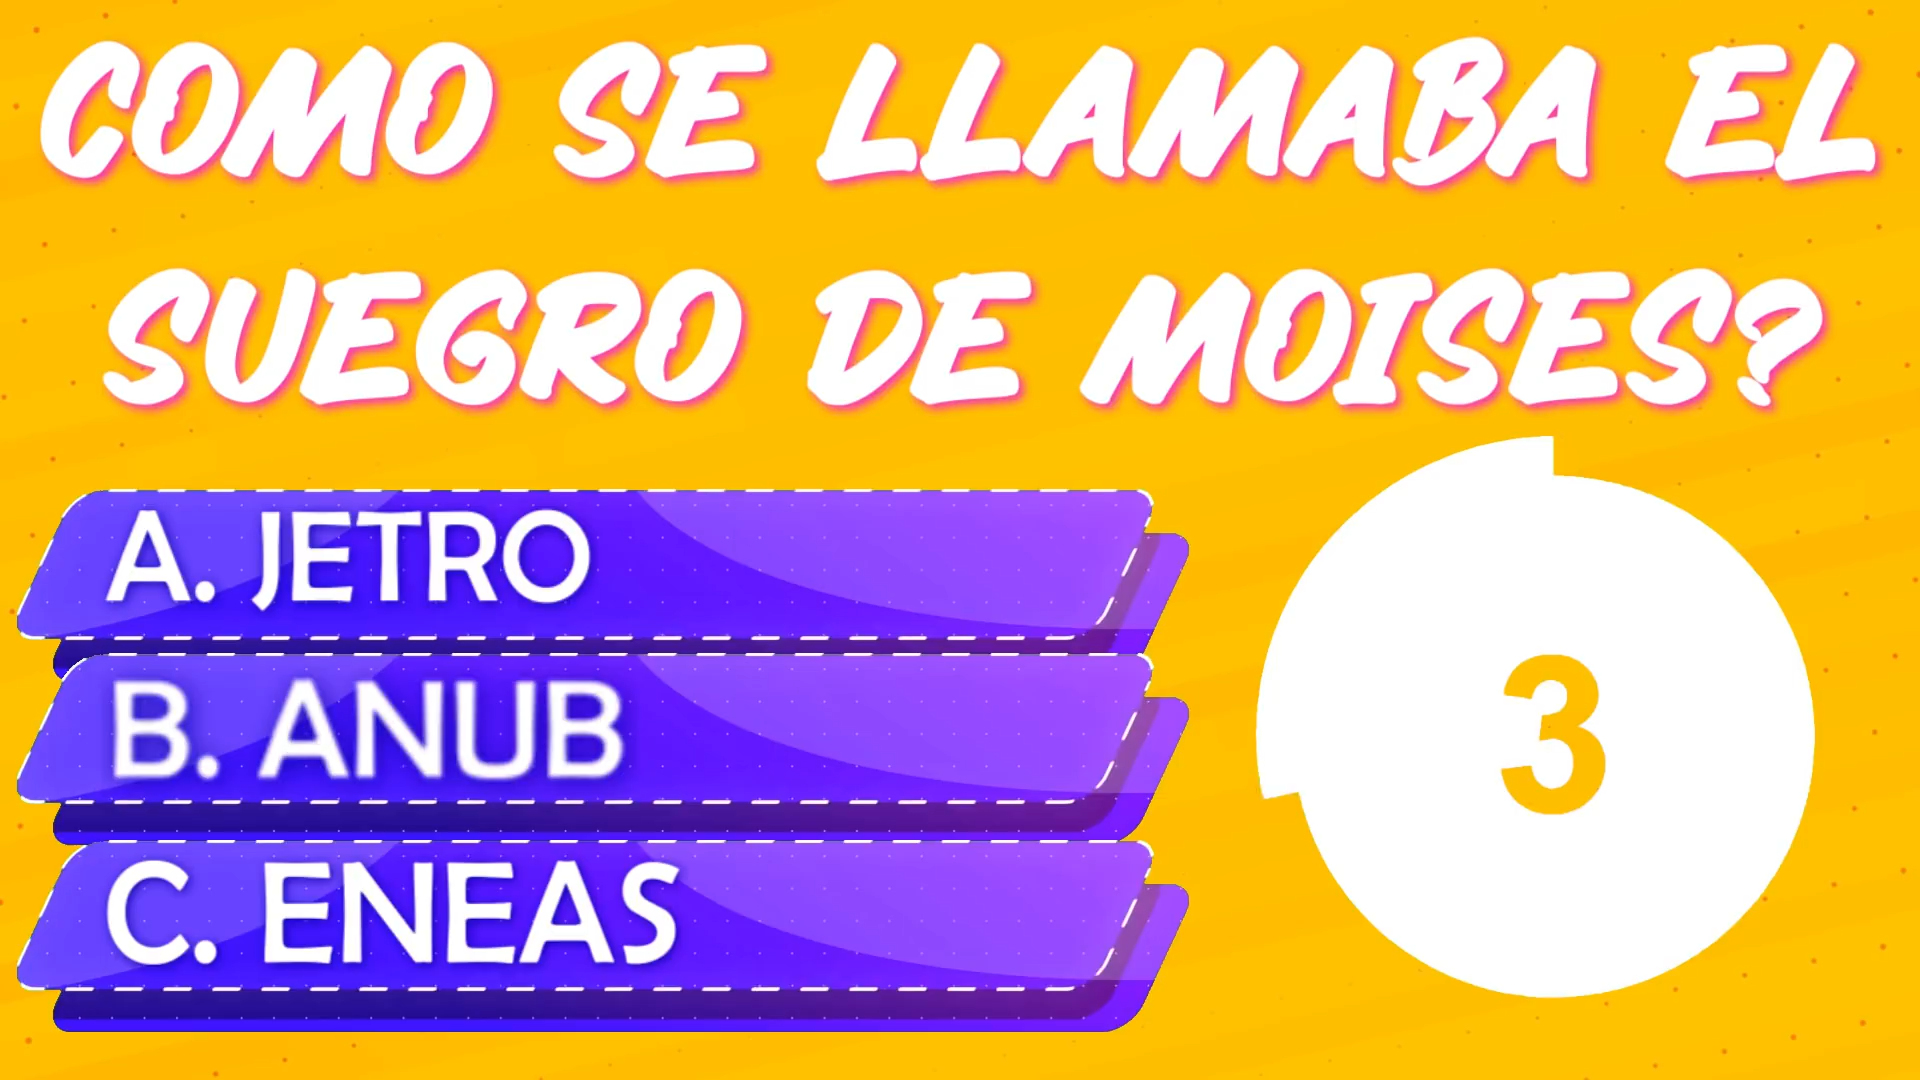 COMO SE LLAMABA EL
SUEGRO DE MOISES?
A. JETRO
B. ANUB
C. ENEAS
3